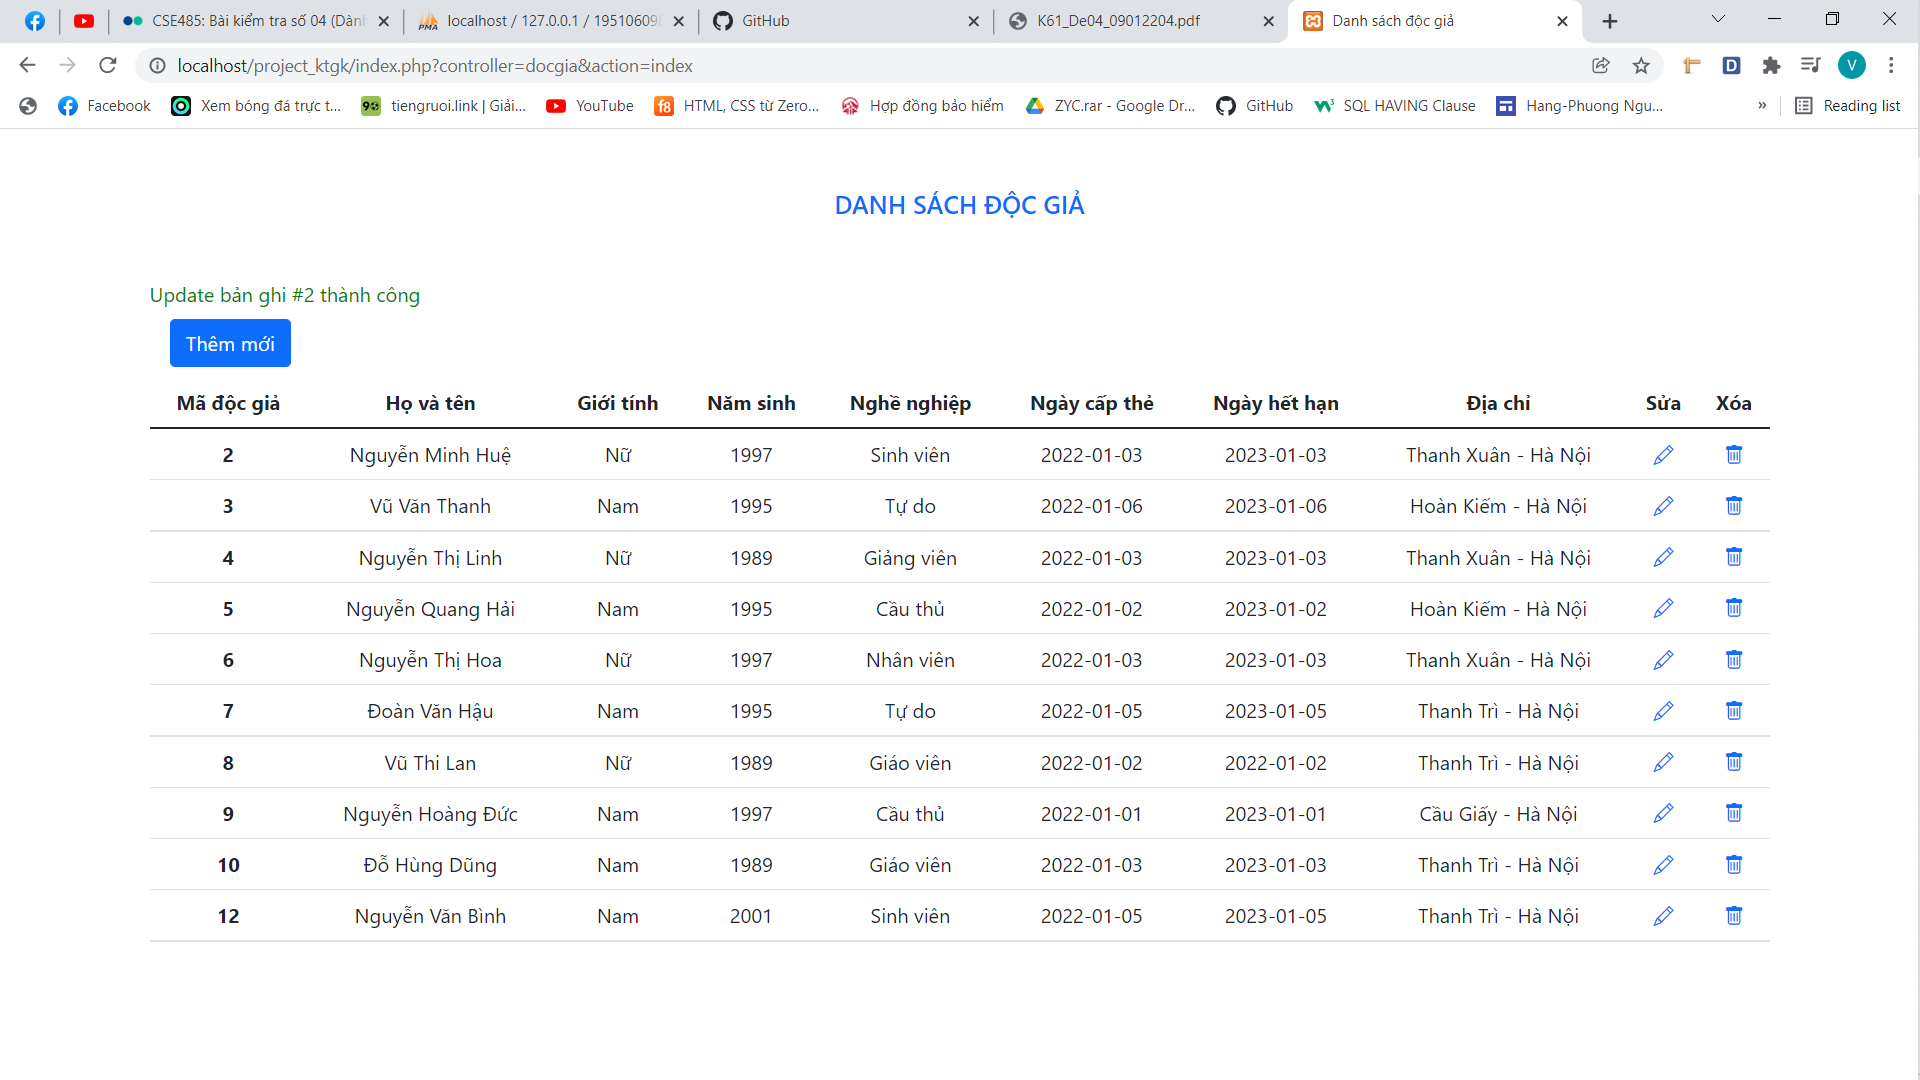 CSE485: Bài kiểm tra số 04 (Dành
localhost / 127.0.0.1 / 195106098
GitHub
K61_De04_09012204.pdf
Danh sách độc giả
localhost/project_ktgk/index.php?controller=docgia&action=index
D
V
Facebook
Xem bóng đá trực t...
tiengruoi.link | Giải...
YouTube
HTML, CSS từ Zero...
Hợp đồng bảo hiểm
ZYC.rar - Google Dr...
GitHub
SQL HAVING Clause
Hang-Phuong Ngu...
»
Reading list
DANH SÁCH ĐỘC GIẢ
Update bản ghi #2 thành công
Thêm mới
Mã độc giả Họ và tên Giới tính Năm sinh Nghề nghiệp Ngày cấp thẻ Ngày hết hạn Địa chỉ Sửa Xóa
2 Nguyễn Minh Huệ Nữ 1997 Sinh viên 2022-01-03 2023-01-03 Thanh Xuân - Hà Nội
3 Vũ Văn Thanh Nam 1995 Tự do 2022-01-06 2023-01-06 Hoàn Kiếm - Hà Nội
4 Nguyễn Thị Linh Nữ 1989 Giảng viên 2022-01-03 2023-01-03 Thanh Xuân - Hà Nội
5 Nguyễn Quang Hải Nam 1995 Cầu thủ 2022-01-02 2023-01-02 Hoàn Kiếm - Hà Nội
6 Nguyễn Thị Hoa Nữ 1997 Nhân viên 2022-01-03 2023-01-03 Thanh Xuân - Hà Nội
7 Đoàn Văn Hậu Nam 1995 Tự do 2022-01-05 2023-01-05 Thanh Trì - Hà Nội
8 Vũ Thi Lan Nữ 1989 Giáo viên 2022-01-02 2022-01-02 Thanh Trì - Hà Nội
9 Nguyễn Hoàng Đức Nam 1997 Cầu thủ 2022-01-01 2023-01-01 Cầu Giấy - Hà Nội
10 Đỗ Hùng Dũng Nam 1989 Giáo viên 2022-01-03 2023-01-03 Thanh Trì - Hà Nội
12 Nguyễn Văn Bình Nam 2001 Sinh viên 2022-01-05 2023-01-05 Thanh Trì - Hà Nội